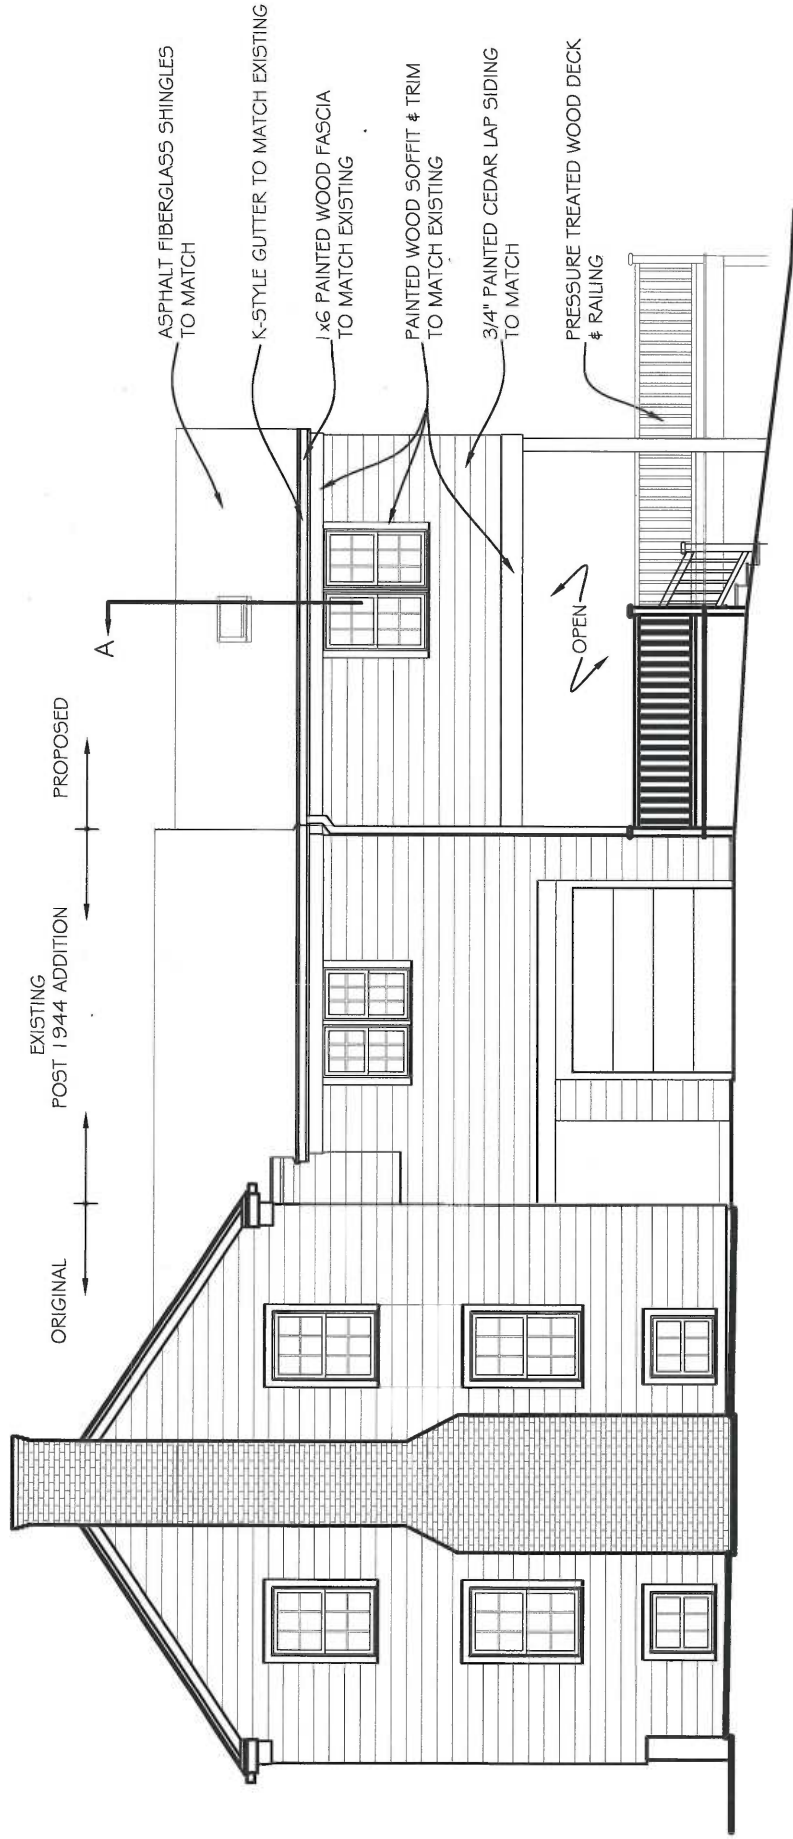 ORIGINAL
EXISTING
POST 1944 ADDITION
PROPOSED
A
ASPHALT FIBERGLASS SHINGLES
TO MATCH
K-STYLE GUTTER TO MATCH EXISTING
1x6 PAINTED WOOD FASCIA
TO MATCH EXISTING
PAINTED WOOD SOFFIT & TRIM
TO MATCH EXISTING
3/4" PAINTED CEDAR LAP SIDING
TO MATCH
OPEN
PRESSURE TREATED WOOD DECK
& RAILING